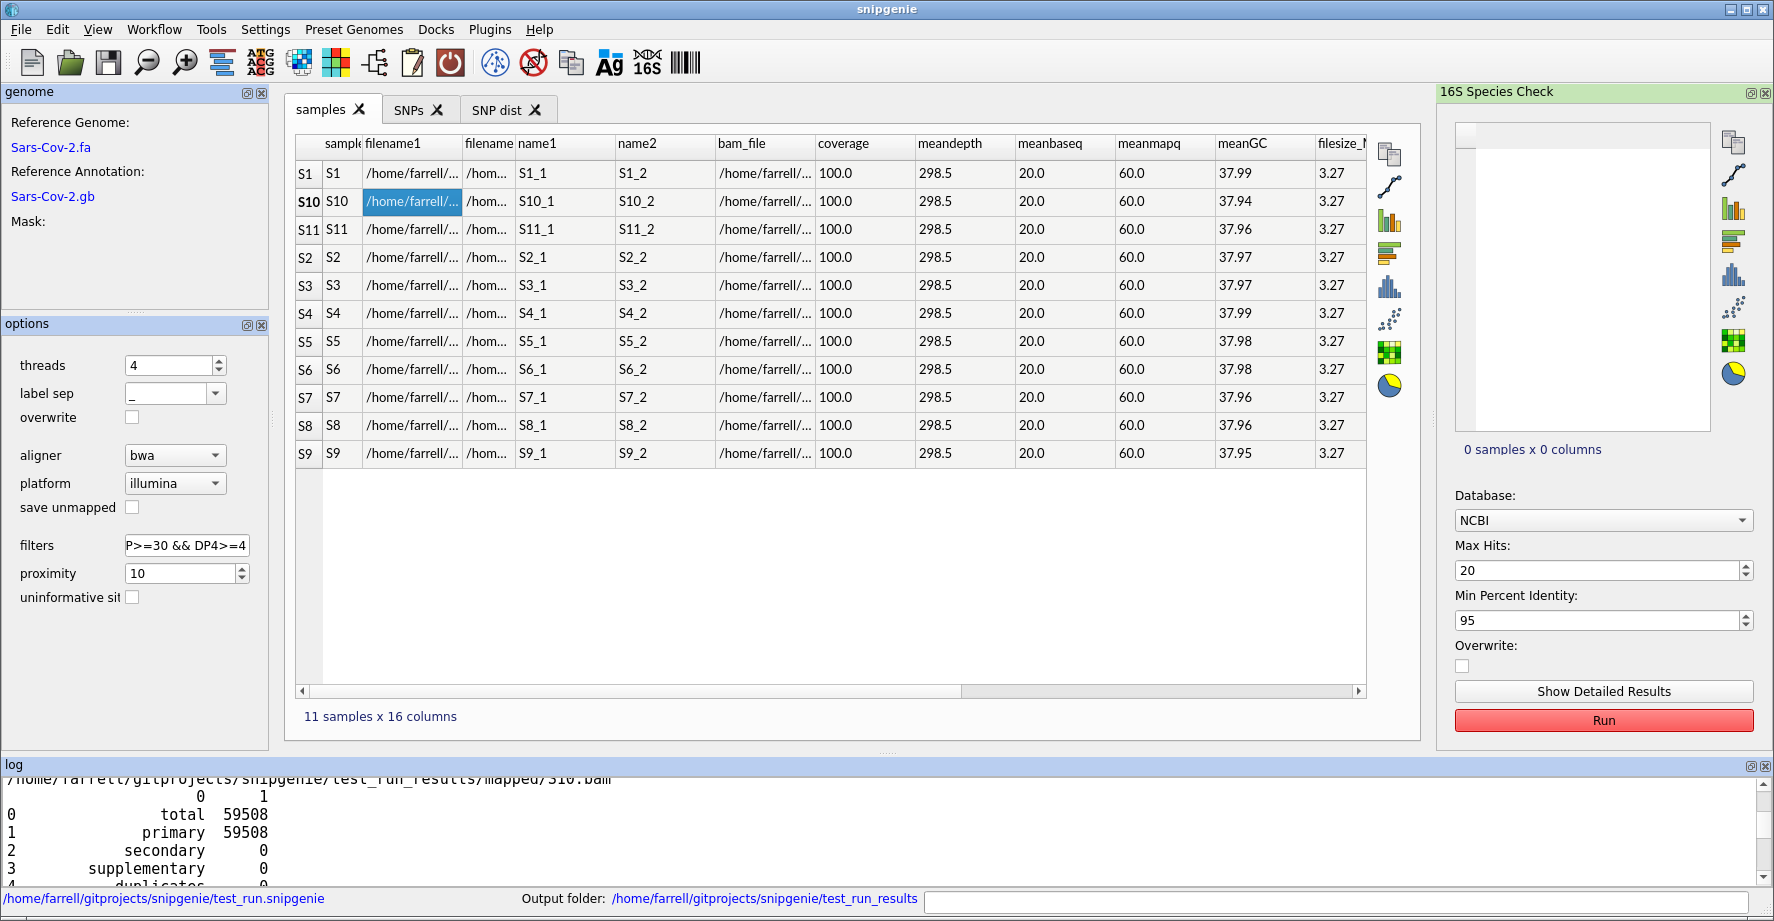 snipgenie
File Edit View Workflow Tools Settings Preset Genomes Docks Plugins Help
ATG ACG ACG Ag 16S
genome
Reference Genome:
Sars-Cov-2.fa
Reference Annotation:
Sars-Cov-2.gb
Mask:
options
threads 4
label sep _
overwrite
aligner bwa
platform illumina
save unmapped
filters P>=30 && DP4>=4
proximity 10
uninformative sit
samples SNPs SNP dist
sample filename1 filename name1 name2 bam_file coverage meandepth meanbaseq meanmapq meanGC filesize_M
S1 S1 /home/farrell/... /hom... S1_1 S1_2 /home/farrell/... 100.0 298.5 20.0 60.0 37.99 3.27
S10 S10 /home/farrell/... /hom... S10_1 S10_2 /home/farrell/... 100.0 298.5 20.0 60.0 37.94 3.27
S11 S11 /home/farrell/... /hom... S11_1 S11_2 /home/farrell/... 100.0 298.5 20.0 60.0 37.96 3.27
S2 S2 /home/farrell/... /hom... S2_1 S2_2 /home/farrell/... 100.0 298.5 20.0 60.0 37.97 3.27
S3 S3 /home/farrell/... /hom... S3_1 S3_2 /home/farrell/... 100.0 298.5 20.0 60.0 37.97 3.27
S4 S4 /home/farrell/... /hom... S4_1 S4_2 /home/farrell/... 100.0 298.5 20.0 60.0 37.99 3.27
S5 S5 /home/farrell/... /hom... S5_1 S5_2 /home/farrell/... 100.0 298.5 20.0 60.0 37.98 3.27
S6 S6 /home/farrell/... /hom... S6_1 S6_2 /home/farrell/... 100.0 298.5 20.0 60.0 37.98 3.27
S7 S7 /home/farrell/... /hom... S7_1 S7_2 /home/farrell/... 100.0 298.5 20.0 60.0 37.96 3.27
S8 S8 /home/farrell/... /hom... S8_1 S8_2 /home/farrell/... 100.0 298.5 20.0 60.0 37.96 3.27
S9 S9 /home/farrell/... /hom... S9_1 S9_2 /home/farrell/... 100.0 298.5 20.0 60.0 37.95 3.27
11 samples x 16 columns
16S Species Check
0 samples x 0 columns
Database:
NCBI
Max Hits:
20
Min Percent Identity:
95
Overwrite:
Show Detailed Results
Run
log
/home/farrell/gitprojects/snipgenie/test_run_results/mapped/S10.bam
0 1
0 total 59508
1 primary 59508
2 secondary 0
3 supplementary 0
4 duplicates 0
/home/farrell/gitprojects/snipgenie/test_run.snipgenie Output folder: /home/farrell/gitprojects/snipgenie/test_run_results